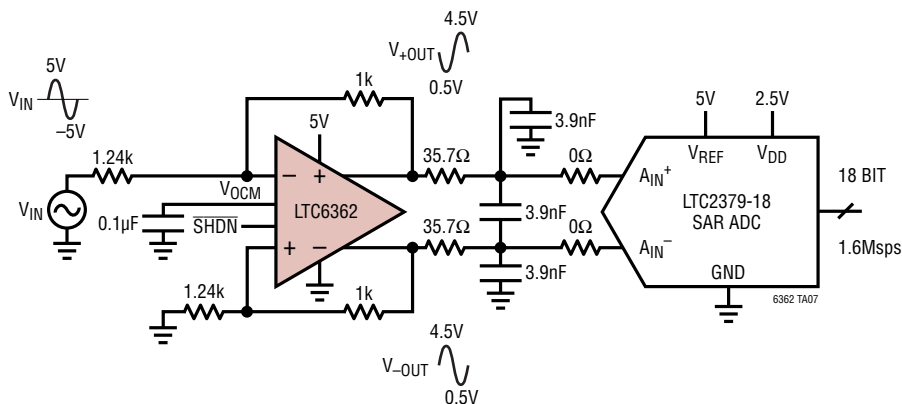 4.5V
V+OUT
0.5V
5V
VIN
–5V
1k
5V
3.9nF
5V
2.5V
VREF
VDD
1.24k
35.7Ω
0Ω
AIN+
18 BIT
VOCM
– +
LTC6362
LTC2379-18
SAR ADC
VIN
0.1µF
SHDN
3.9nF
35.7Ω
0Ω
+ –
AIN–
1.6Msps
3.9nF
GND
1.24k
1k
6362 TA07
4.5V
V–OUT
0.5V